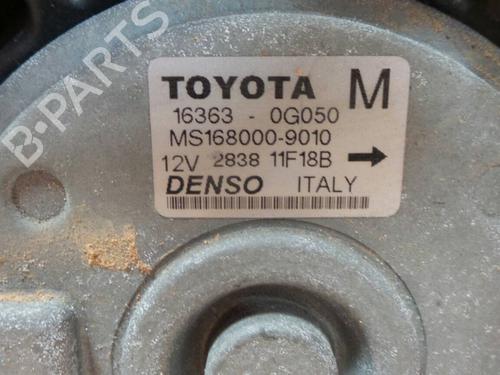 TOYOTA M
16363 - 0G050
MS168000-9010
12V 2838 11F18B
DENSO ITALY
B-PARTS